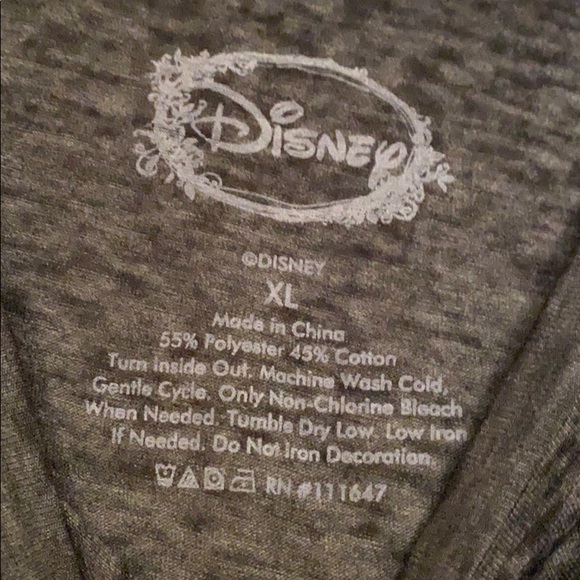 Disney
©DISNEY
XL
Made in China
55% Polyester 45% Cotton
Turn Inside Out. Machine Wash Cold,
Gentle Cycle. Only Non-Chlorine Bleach
When Needed. Tumble Dry Low. Low Iron
If Needed. Do Not Iron Decoration.
RN #111647